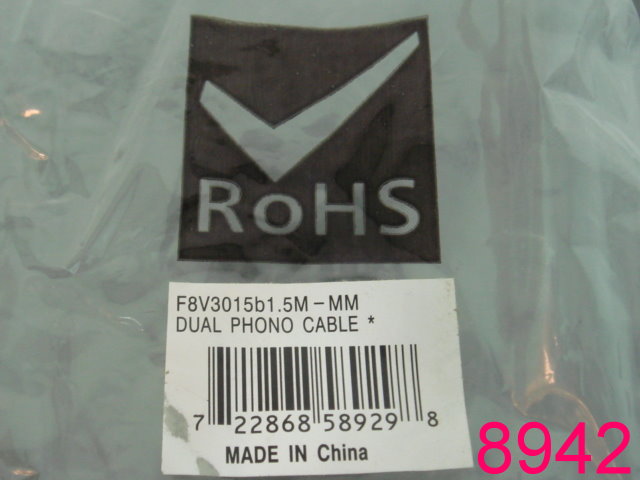 RoHS
F8V3015b1.5M-MM
DUAL PHONO CABLE *
7 22868 58929 8
MADE IN China
8942